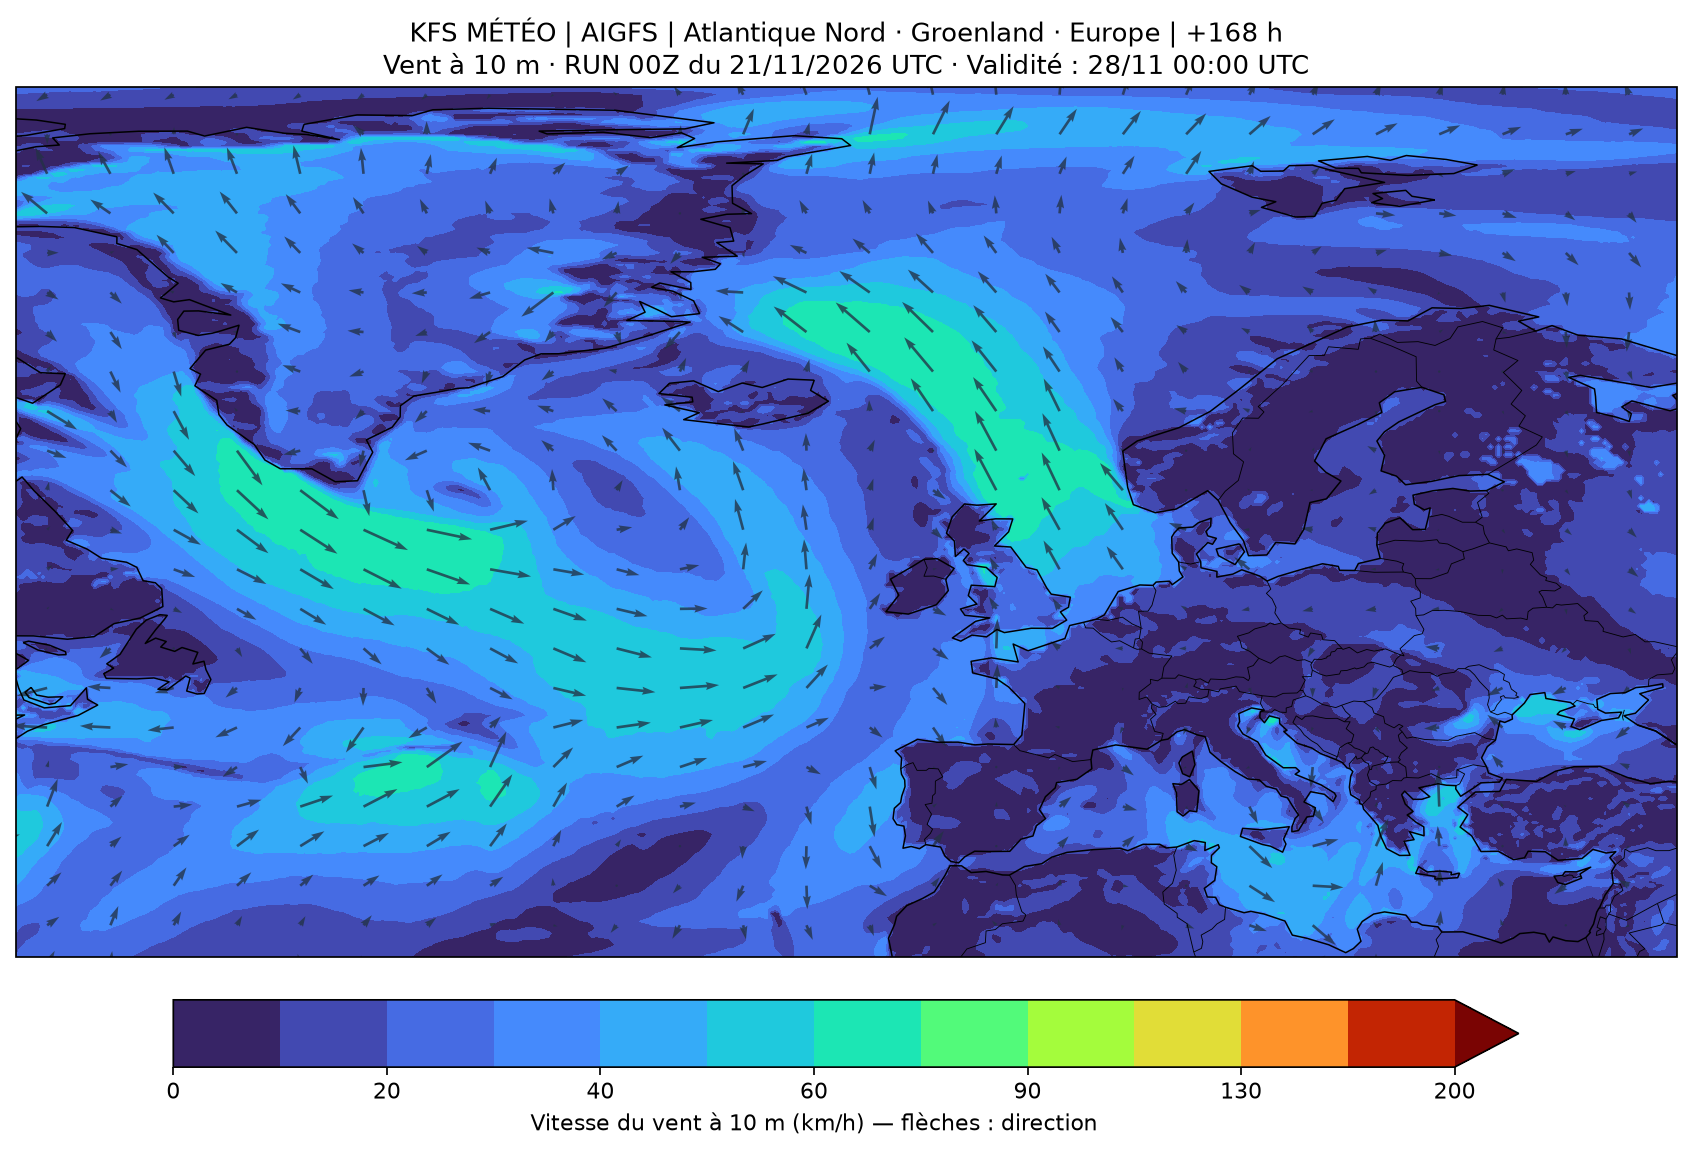 KFS MÉTÉO | AIGFS | Atlantique Nord · Groenland · Europe | +168 h
Vent à 10 m · RUN 00Z du 21/11/2026 UTC · Validité : 28/11 00:00 UTC
0 20 40 60 90 130 200
Vitesse du vent à 10 m (km/h) — flèches : direction